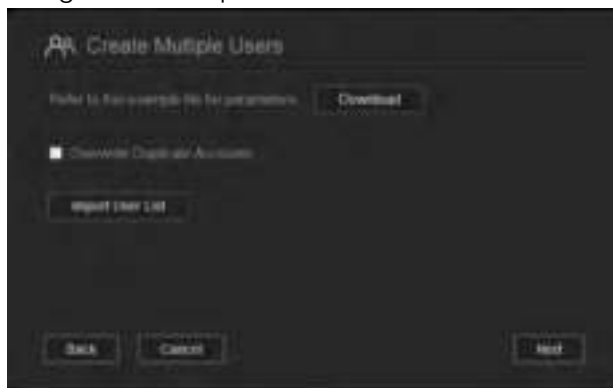 Create Multiple Users
Refer to this example file for parameters: Download
Overwrite Duplicate Accounts
Import User List
Back Cancel Next